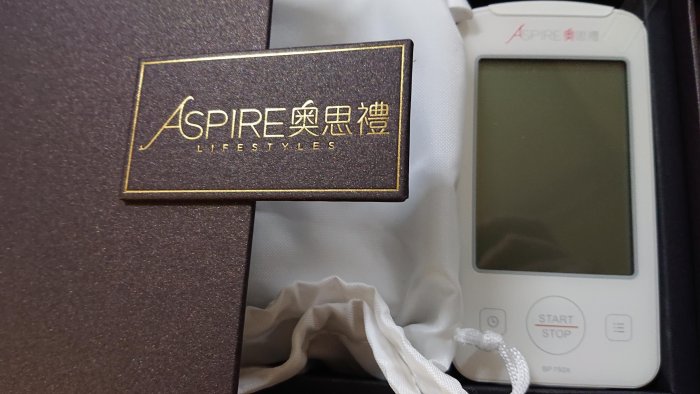 ASPIRE奧思禮
LIFESTYLES
ASPIRE奧思禮
START
STOP